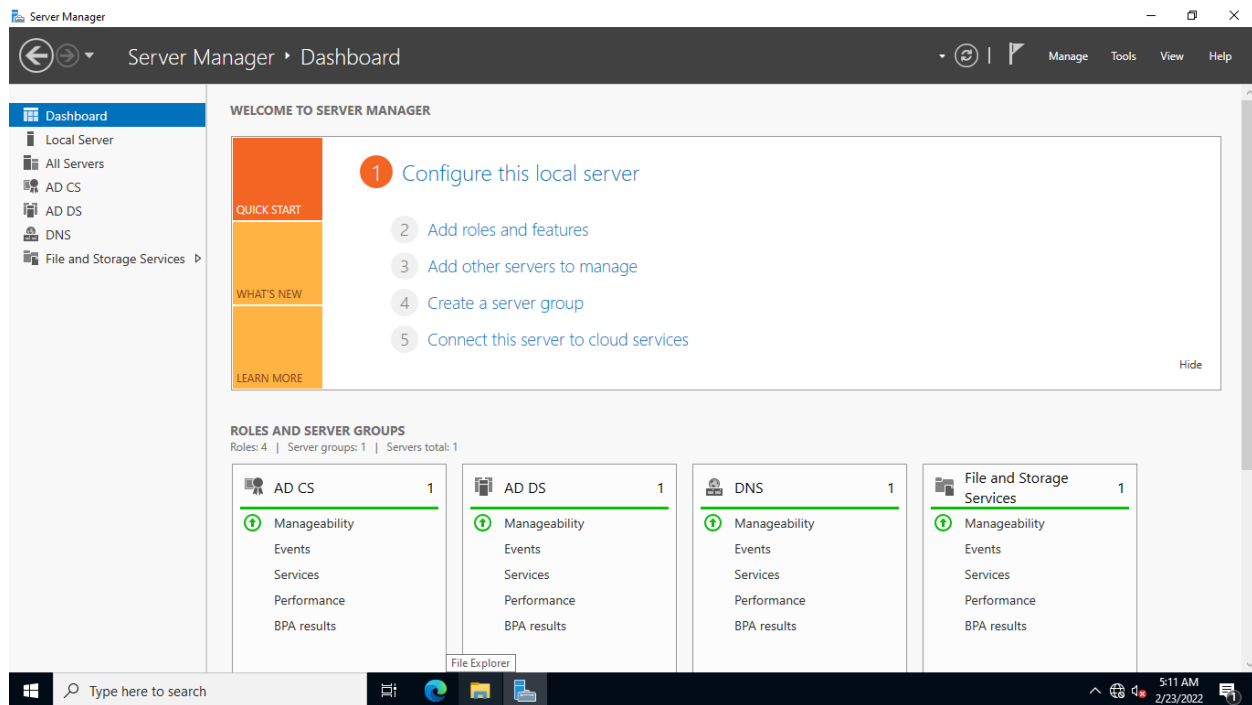 Server Manager
Server Manager ‣ Dashboard
Manage Tools View Help
Dashboard
Local Server
All Servers
AD CS
AD DS
DNS
File and Storage Services
WELCOME TO SERVER MANAGER
QUICK START
WHAT'S NEW
LEARN MORE
1 Configure this local server
2 Add roles and features
3 Add other servers to manage
4 Create a server group
5 Connect this server to cloud services
Hide
ROLES AND SERVER GROUPS
Roles: 4 | Server groups: 1 | Servers total: 1
AD CS 1
Manageability
Events
Services
Performance
BPA results
AD DS 1
Manageability
Events
Services
Performance
BPA results
DNS 1
Manageability
Events
Services
Performance
BPA results
File and Storage
Services 1
Manageability
Events
Services
Performance
BPA results
File Explorer
Type here to search
5:11 AM
2/23/2022
1